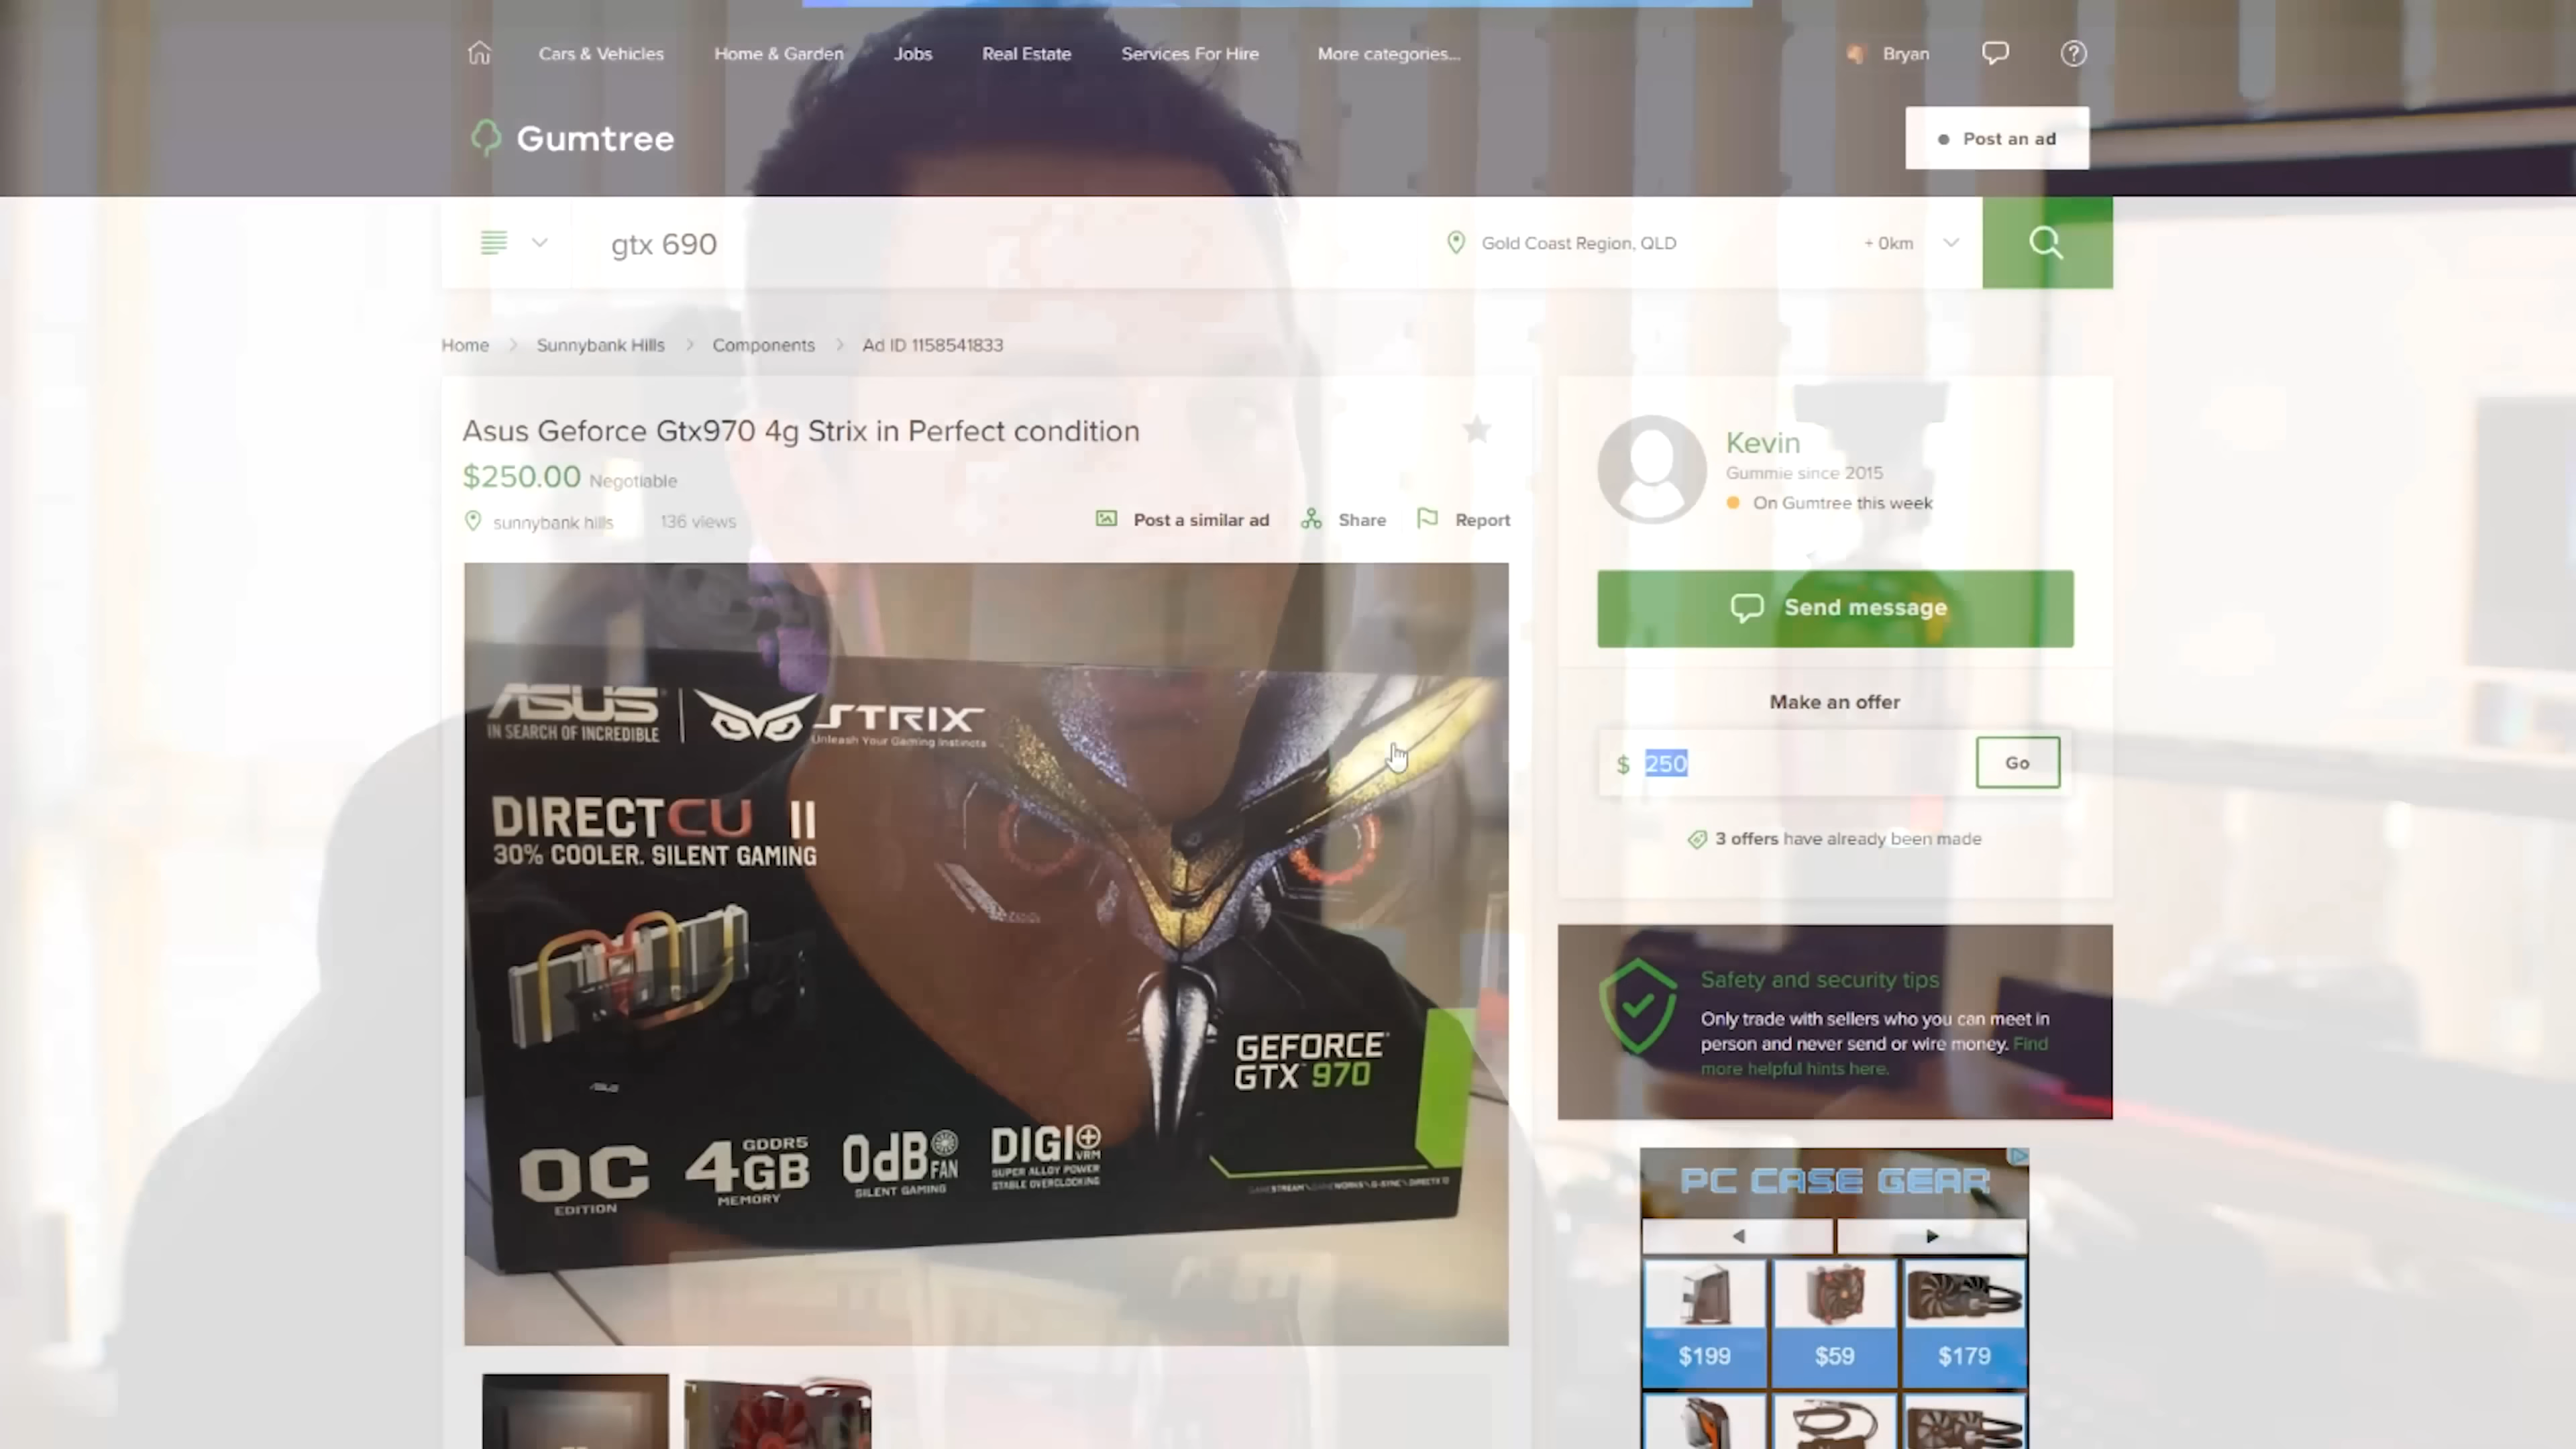 Cars & Vehicles Home & Garden Jobs Real Estate Services For Hire More categories... Bryan
Gumtree
Post an ad
gtx 690 Gold Coast Region, QLD + 0km
Home > Sunnybank Hills > Components > Ad ID 1158541833
Asus Geforce Gtx970 4g Strix in Perfect condition
$250.00 Negotiable
sunnybank hills 136 views
Post a similar ad Share Report
Kevin
Gummie since 2015
On Gumtree this week
Send message
Make an offer
$ 250 Go
3 offers have already been made
ASUS
IN SEARCH OF INCREDIBLE
STRIX
Unleash Your Gaming Instincts
DIRECTCU II
30% COOLER. SILENT GAMING
GEFORCE
GTX 970
OC
EDITION
4GB
GDDR5
MEMORY
0dB
FAN
SILENT GAMING
DIGI+
VRM
SUPER ALLOY POWER
STABLE OVERCLOCKING
Safety and security tips
Only trade with sellers who you can meet in
person and never send or wire money. Find
more helpful hints here.
PC CASE GEAR
$199 $59 $179